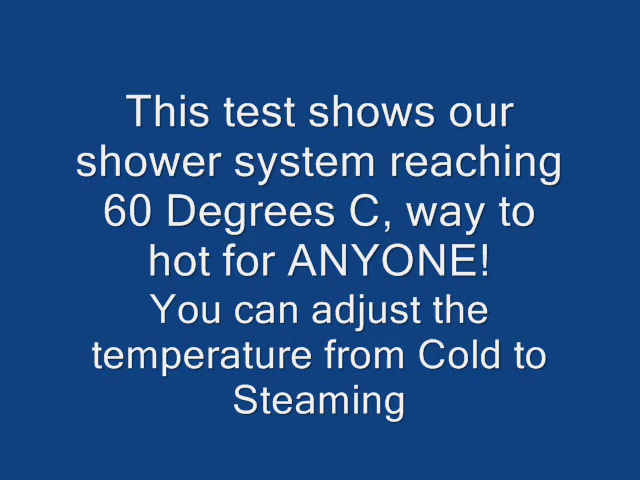 This test shows our
shower system reaching
60 Degrees C, way to
hot for ANYONE!
You can adjust the
temperature from Cold to
Steaming